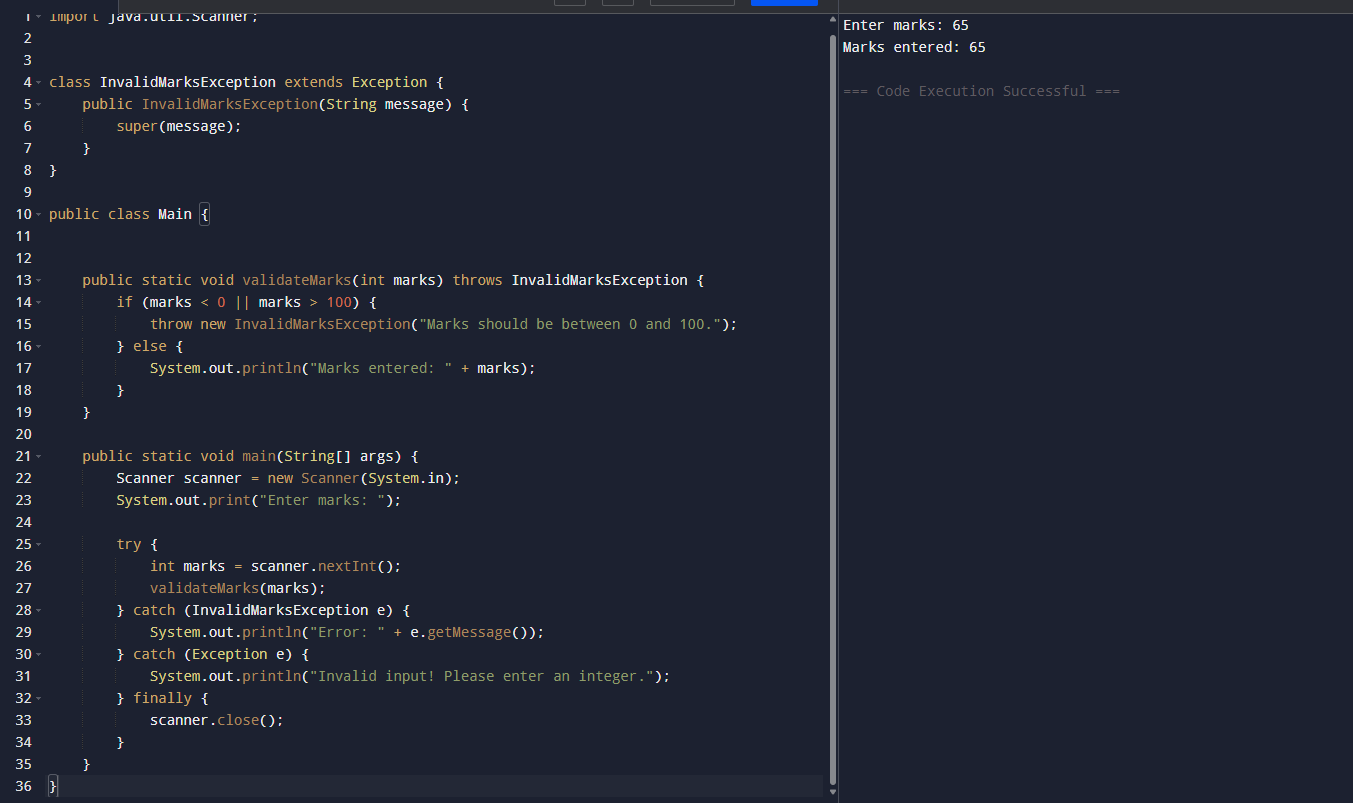 1 import java.util.Scanner;
2
3
4 class InvalidMarksException extends Exception {
5     public InvalidMarksException(String message) {
6         super(message);
7     }
8 }
9
10 public class Main {
11
12
13     public static void validateMarks(int marks) throws InvalidMarksException {
14         if (marks < 0 || marks > 100) {
15             throw new InvalidMarksException("Marks should be between 0 and 100.");
16         } else {
17             System.out.println("Marks entered: " + marks);
18         }
19     }
20
21     public static void main(String[] args) {
22         Scanner scanner = new Scanner(System.in);
23         System.out.print("Enter marks: ");
24
25         try {
26             int marks = scanner.nextInt();
27             validateMarks(marks);
28         } catch (InvalidMarksException e) {
29             System.out.println("Error: " + e.getMessage());
30         } catch (Exception e) {
31             System.out.println("Invalid input! Please enter an integer.");
32         } finally {
33             scanner.close();
34         }
35     }
36 }
Enter marks: 65
Marks entered: 65
=== Code Execution Successful ===